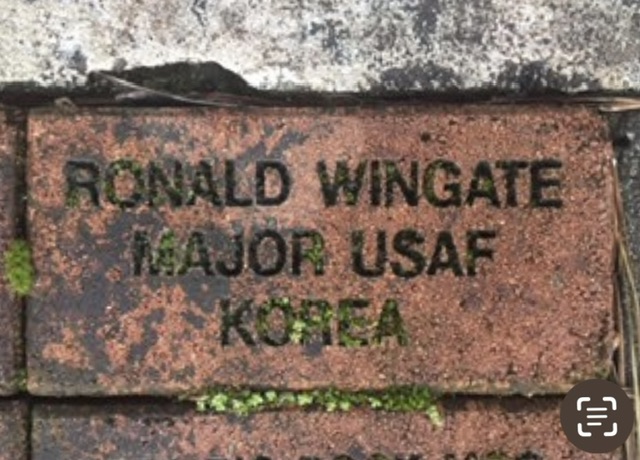 RONALD WINGATE
MAJOR USAF
KOREA